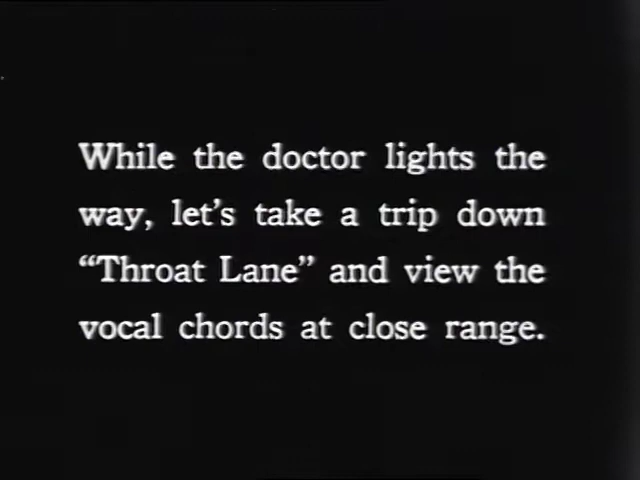 While the doctor lights the
way, let's take a trip down
“Throat Lane” and view the
vocal chords at close range.